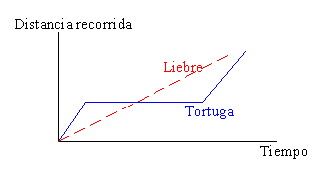 Distancia recorrida
Liebre
Tortuga
Tiempo